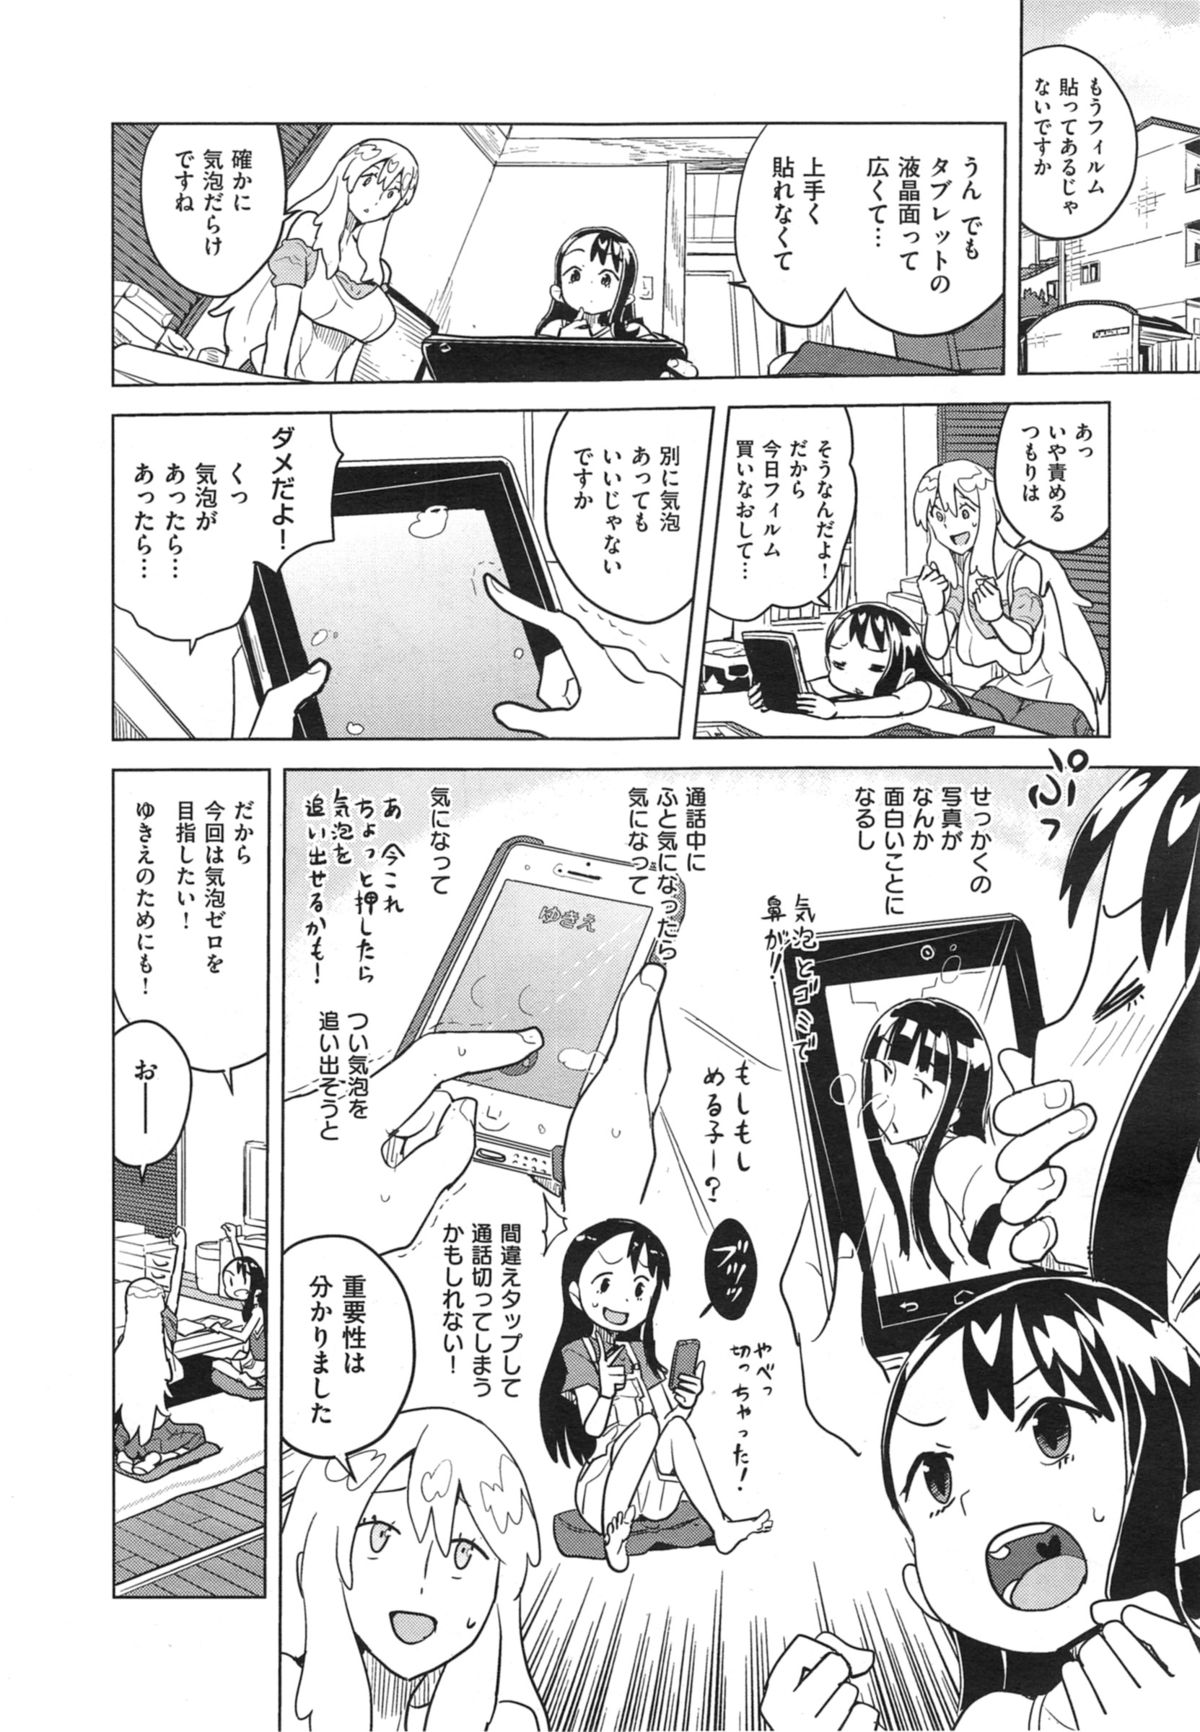 もうフィルム
貼ってあるじゃ
ないですか
うん でも
タブレットの
液晶面って
広くて…
上手く
貼れなくて
確かに
気泡だらけ
ですね
あっ
いや責める
つもりは
そうなんだよ!
だから
今日フィルム
買いなおして…
別に気泡
あっても
いいじゃない
ですか
ダメだよ!
くっ
気泡が
あったら…
あったら…
ぷっ
せっかくの
写真が
なんか
面白いことに
なるし
気泡とゴミで
鼻が!
通話中に
ふと気になったら
気になって
気になって
ゆきえ
あ 今これ
ちょっと押したら
気泡を
追い出せるかも!
つい気泡を
追い出そうと
もしもし
める子ー?
ブツッ
やべっ
切っちゃった!
間違えタップして
通話切ってしまう
かもしれない!
重要性は
分かりました
だから
今回は気泡ゼロを
目指したい!
ゆきえのためにも!
おー